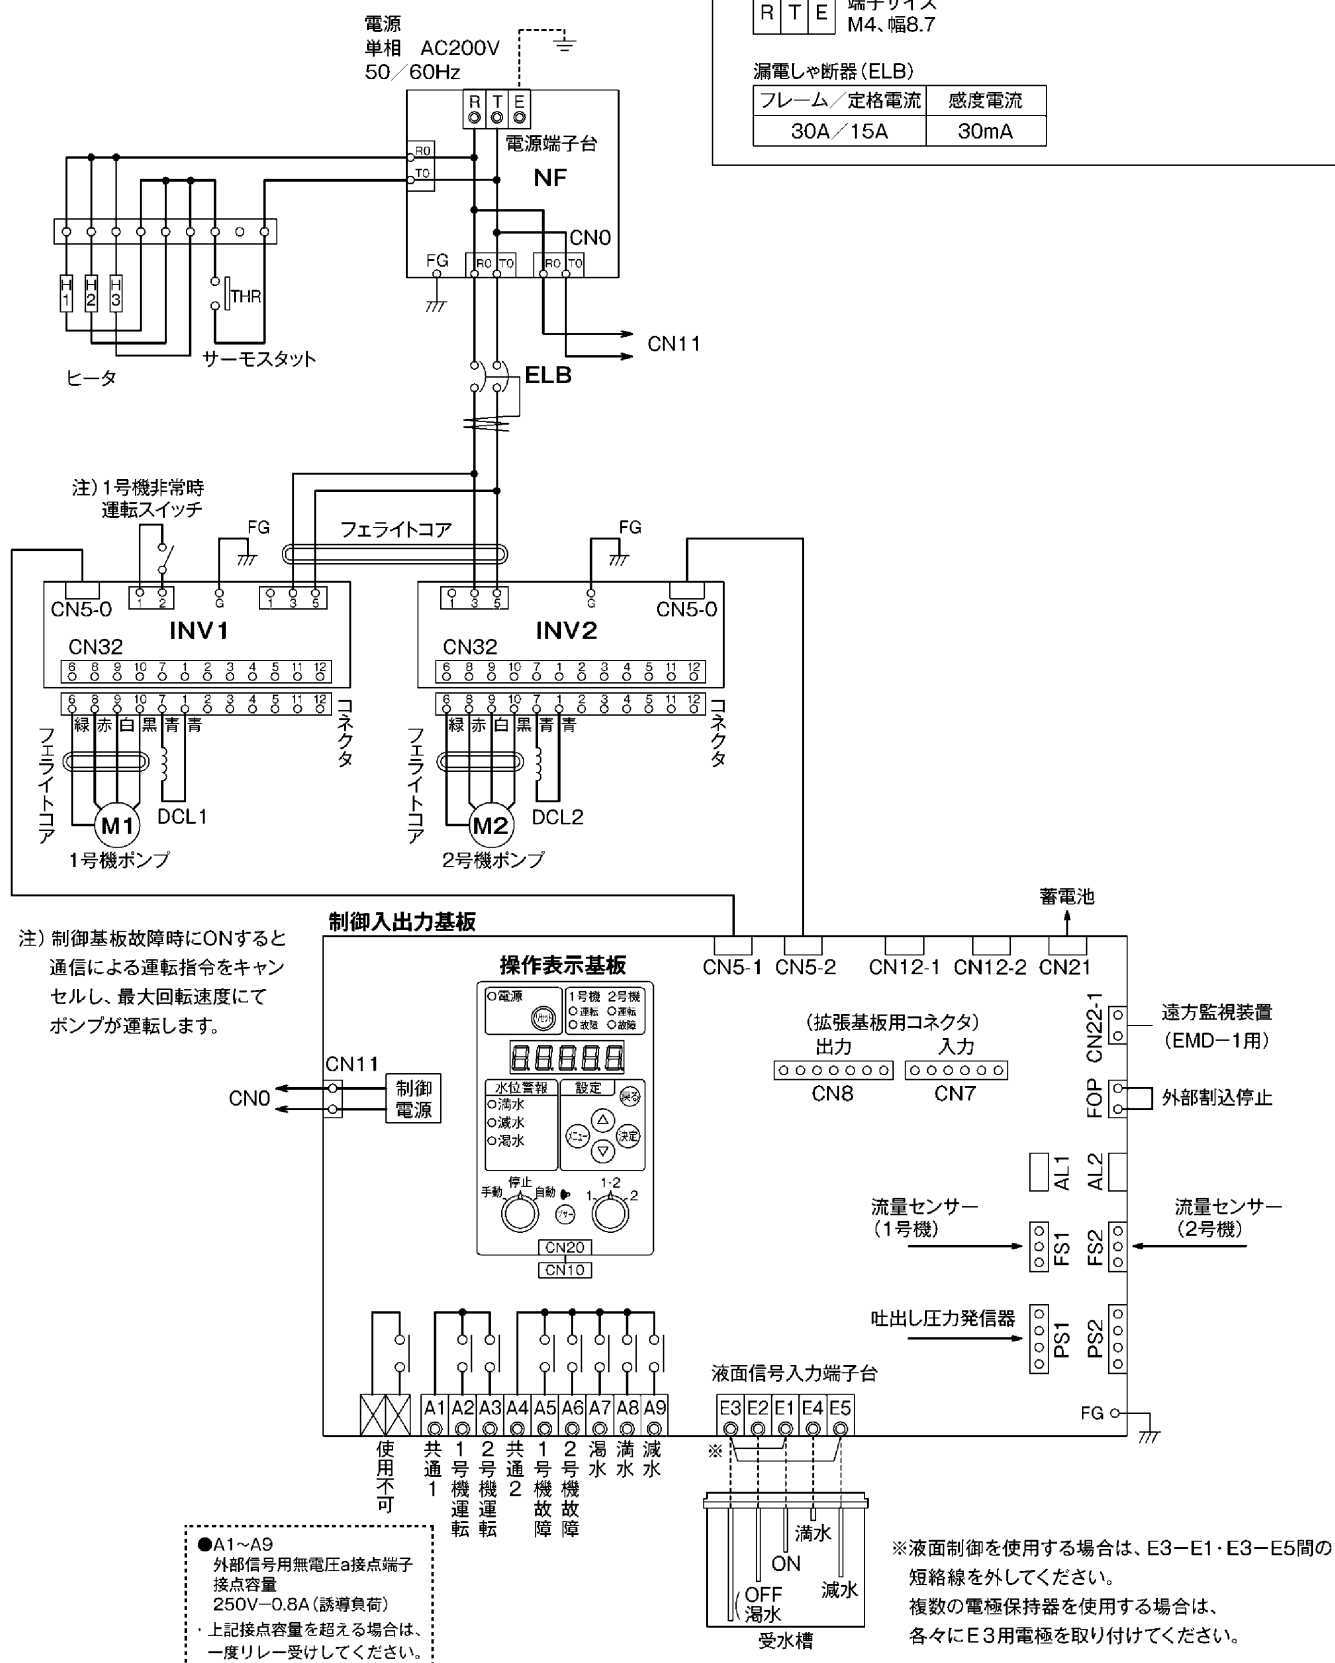 電源
単相 AC200V
50／60Hz
R T E 端子サイズ
M4、幅8.7
漏電しゃ断器(ELB)
フレーム／定格電流 感度電流
30A／15A 30mA
R T E
電源端子台
NF
R0
T0
CN0
FG R0 T0 R0 T0
CN11
H1 H2 H3 THR
サーモスタット
ヒータ
ELB
注)1号機非常時
運転スイッチ
FG
フェライトコア
FG
CN5-0 1 2 G 1 3 5
INV1
CN32
6 8 9 10 7 1 2 3 4 5 11 12
6 8 9 10 7 1 2 3 4 5 11 12
緑 赤 白 黒 青 青
コネクタ
フェライトコア
M1
DCL1
1号機ポンプ
1 3 5 G CN5-0
INV2
CN32
6 8 9 10 7 1 2 3 4 5 11 12
6 8 9 10 7 1 2 3 4 5 11 12
緑 赤 白 黒 青 青
コネクタ
フェライトコア
M2
DCL2
2号機ポンプ
注)制御基板故障時にONすると
通信による運転指令をキャン
セルし、最大回転速度にて
ポンプが運転します。
制御入出力基板
蓄電池
CN5-1 CN5-2 CN12-1 CN12-2 CN21
操作表示基板
電源
リセット
1号機 2号機
運転 運転
故障 故障
88888
水位警報
満水
減水
渇水
設定
戻る
メニュー
決定
手動 停止 自動
ブザー
1 1-2 2
CN20
CN10
CN11
CN0
制御
電源
(拡張基板用コネクタ)
出力 入力
CN8 CN7
CN22-1
遠方監視装置
(EMD－1用)
FOP
外部割込停止
AL1 AL2
流量センサー
(1号機)
FS1 FS2
流量センサー
(2号機)
吐出し圧力発信器
PS1 PS2
FG
A1 A2 A3 A4 A5 A6 A7 A8 A9
使用不可
共通1
1号機運転
2号機運転
共通2
1号機故障
2号機故障
渇水
満水
減水
液面信号入力端子台
E3 E2 E1 E4 E5
※
満水
ON
減水
OFF
渇水
受水槽
●A1～A9
外部信号用無電圧a接点端子
接点容量
250V－0.8A(誘導負荷)
・上記接点容量を超える場合は、
一度リレー受けしてください。
※液面制御を使用する場合は、E3－E1・E3－E5間の
短絡線を外してください。
複数の電極保持器を使用する場合は、
各々にE3用電極を取り付けてください。